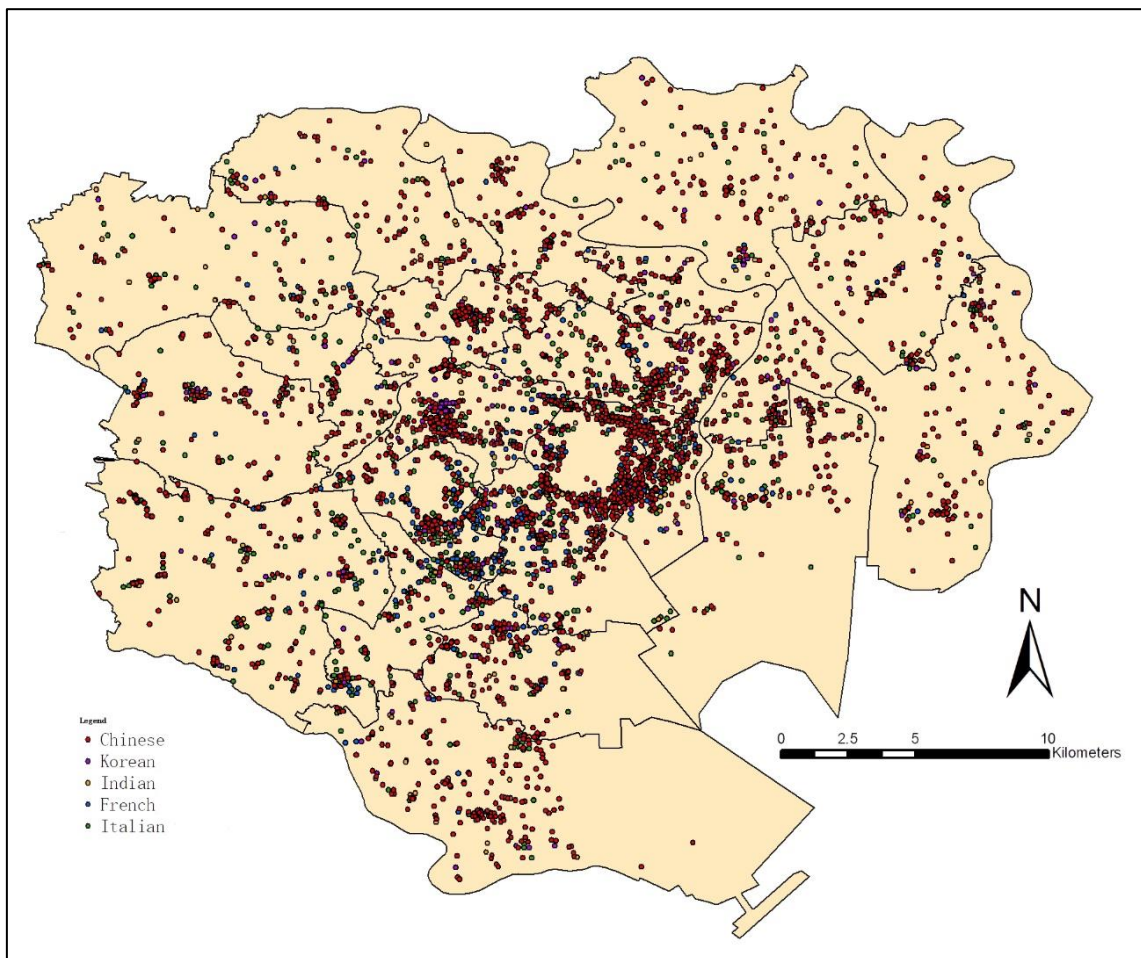 N
0 2.5 5 10
Kilometers
Legend
Chinese
Korean
Indian
French
Italian